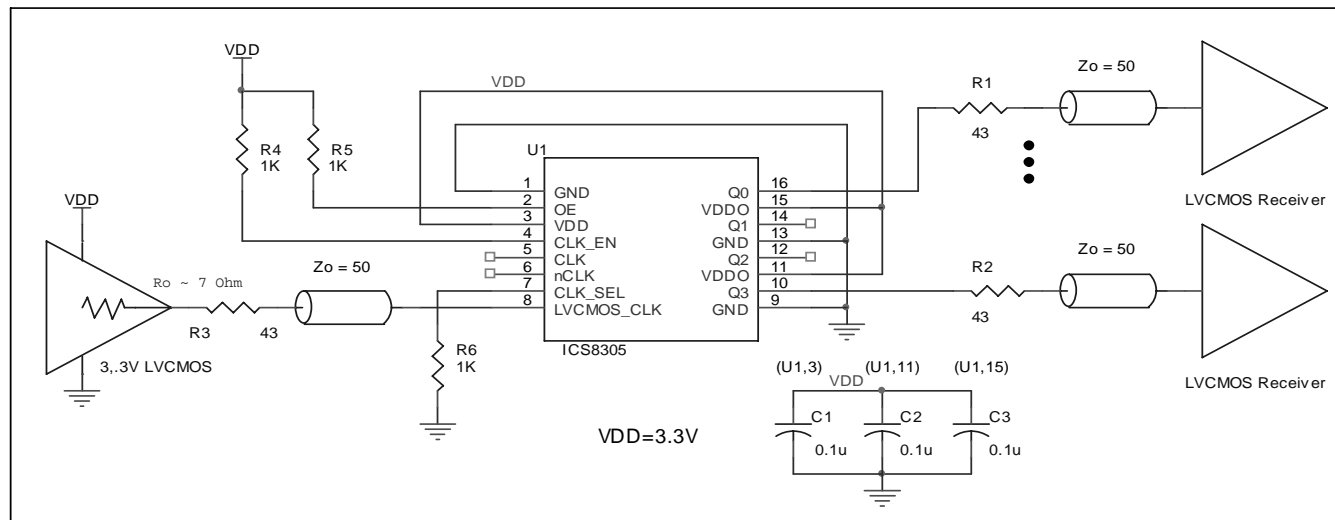 VDD
VDD
R4
1K
R5
1K
VDD
Ro ~ 7 Ohm
R3
43
Zo = 50
3,.3V LVCMOS
R6
1K
U1
1 GND
2 OE
3 VDD
4 CLK_EN
5 CLK
6 nCLK
7 CLK_SEL
8 LVCMOS_CLK
Q0 16
VDDO 15
Q1 14
GND 13
Q2 12
VDDO 11
Q3 10
GND 9
ICS8305
R1
43
Zo = 50
LVCMOS Receiver
R2
43
Zo = 50
LVCMOS Receiver
VDD=3.3V
(U1,3) (U1,11) (U1,15)
VDD
C1
0.1u
C2
0.1u
C3
0.1u